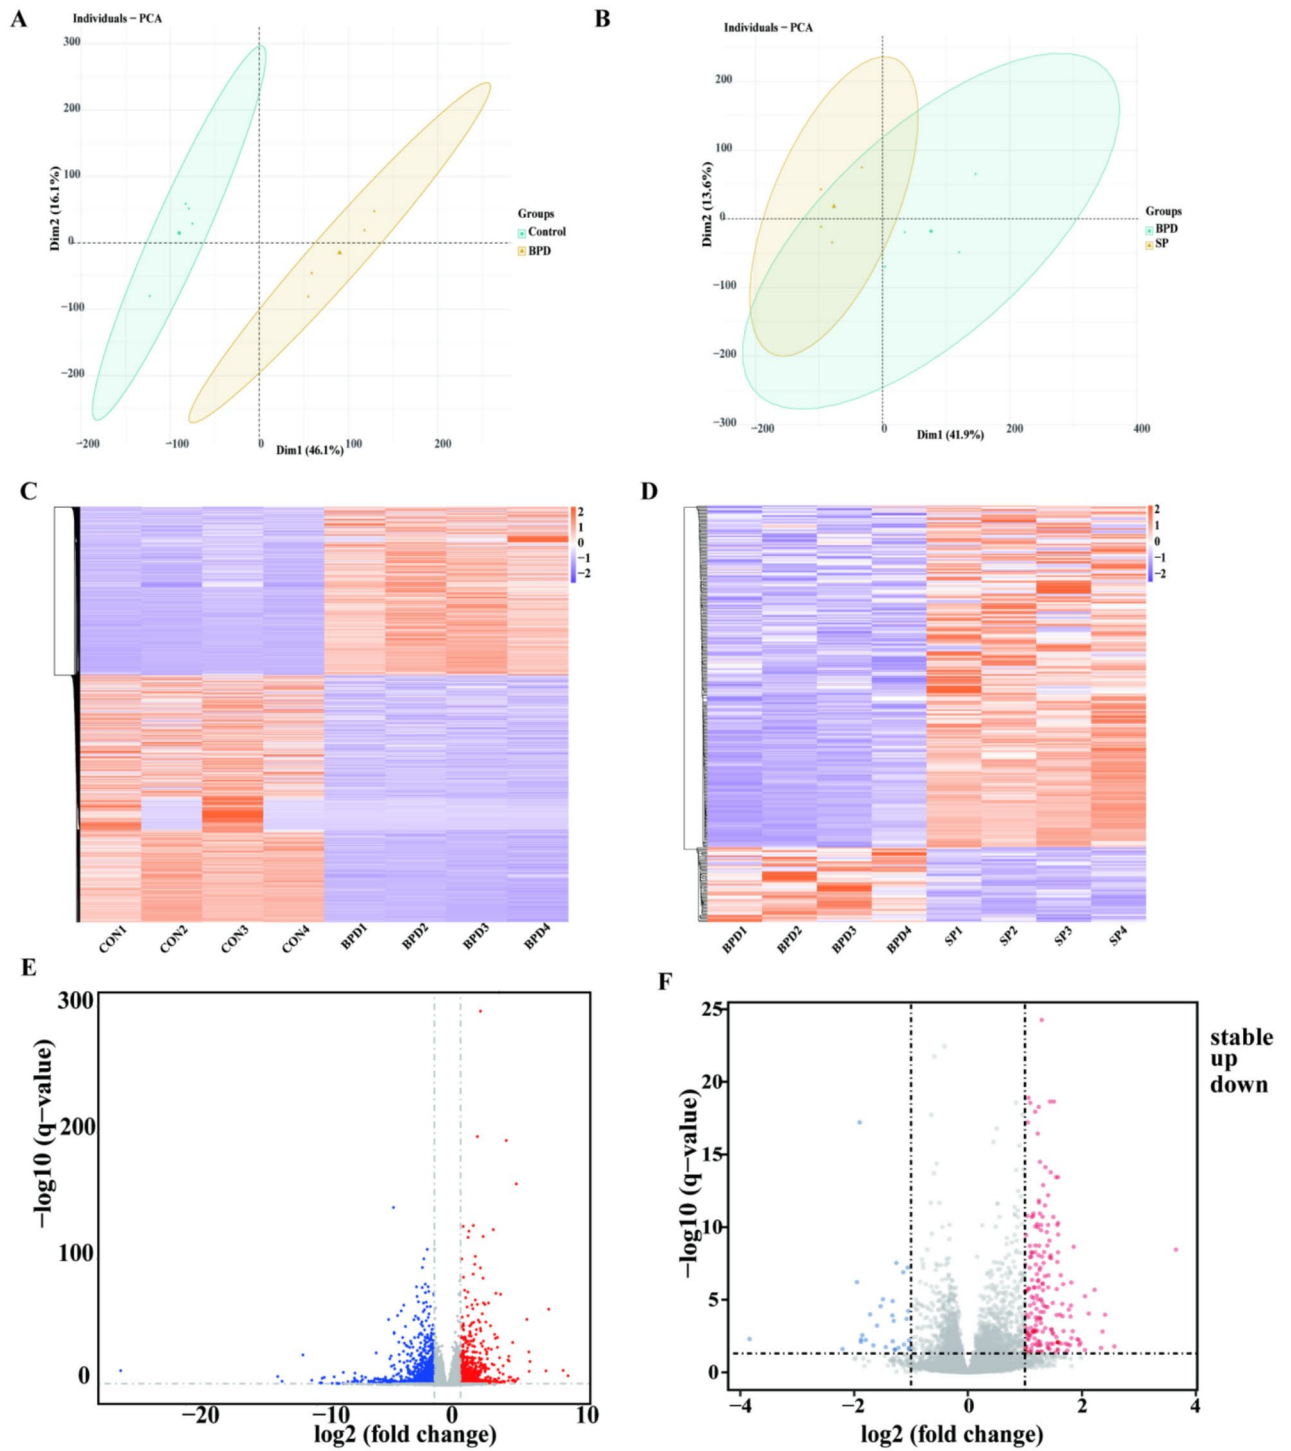 A
Individuals − PCA
300
200
100
0
−100
−200
Dim2 (16.1%)
−200
−100
0
100
200
Dim1 (46.1%)
Groups
Control
BPD
B
Individuals − PCA
200
100
0
−100
−200
−300
Dim2 (13.6%)
−200
0
200
400
Dim1 (41.9%)
Groups
BPD
SP
C
2
1
0
−1
−2
CON1
CON2
CON3
CON4
BPD1
BPD2
BPD3
BPD4
D
2
1
0
−1
−2
BPD1
BPD2
BPD3
BPD4
SP1
SP2
SP3
SP4
E
300
200
100
0
−log10 (q−value)
−20
−10
0
10
log2 (fold change)
F
25
20
15
10
5
0
−log10 (q−value)
−4
−2
0
2
4
log2 (fold change)
stable
up
down